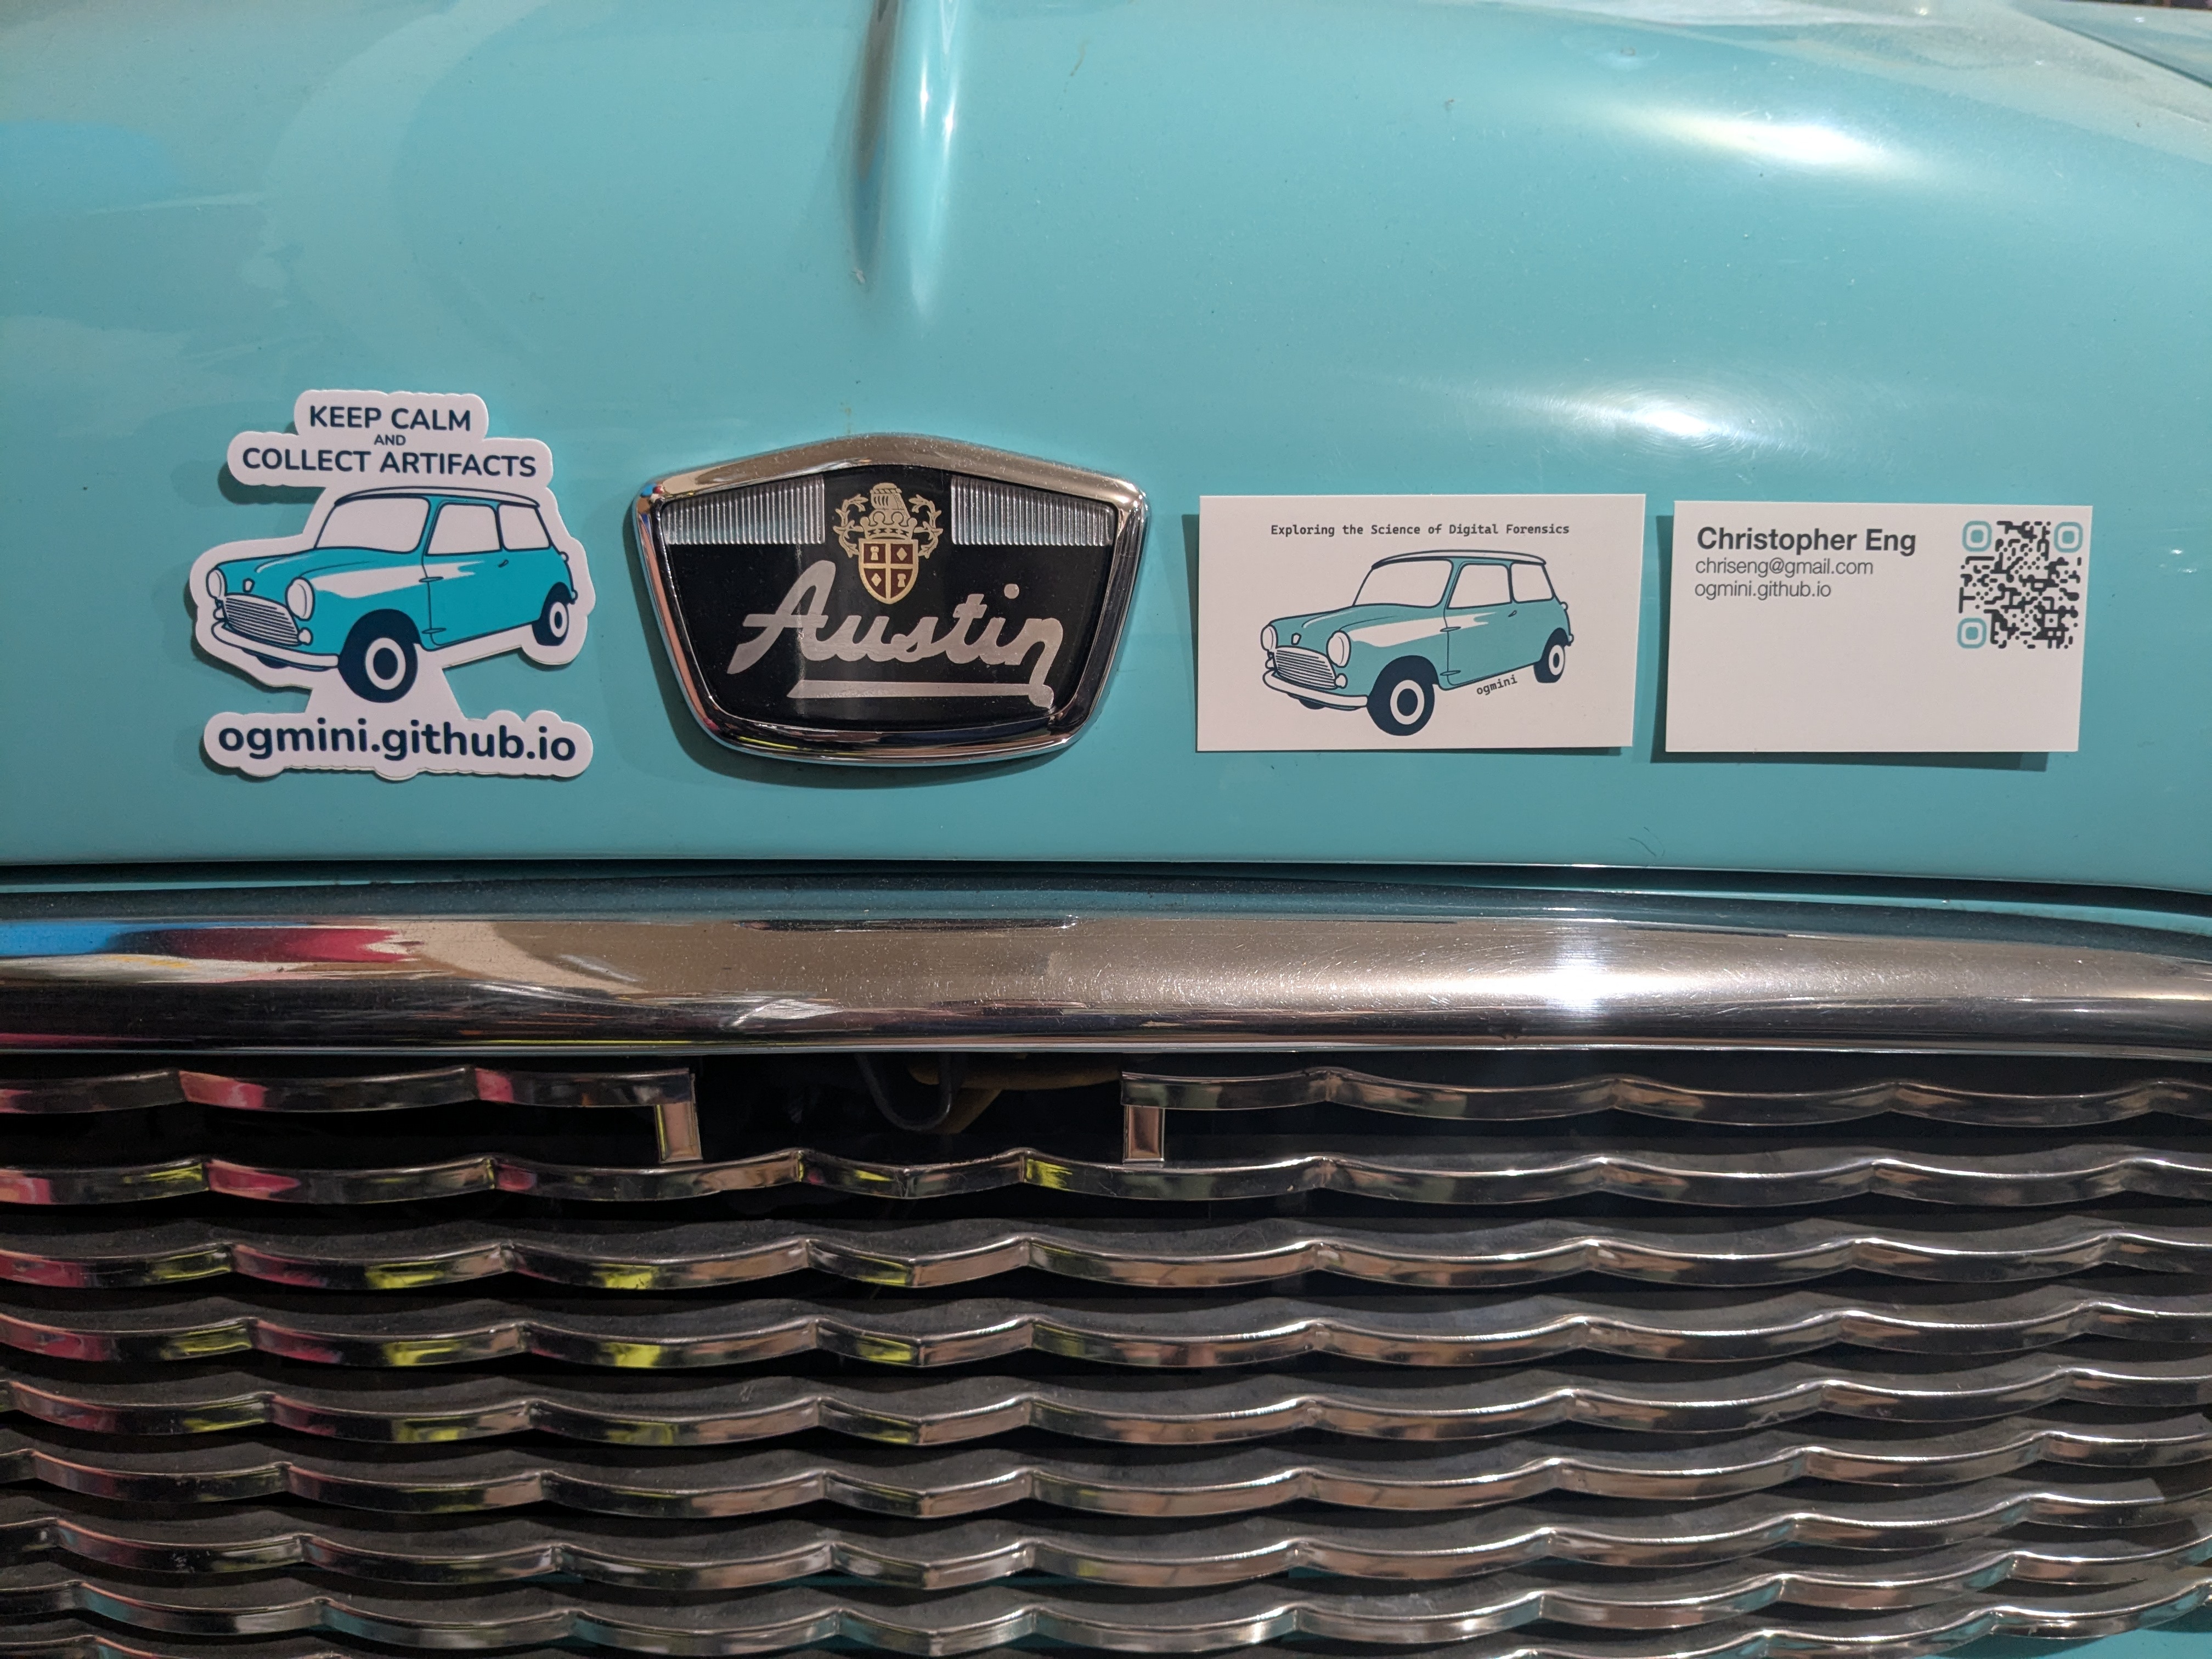 KEEP CALM
AND
COLLECT ARTIFACTS
ogmini.github.io
Austin
Exploring the Science of Digital Forensics
ogmini
Christopher Eng
chriseng@gmail.com
ogmini.github.io